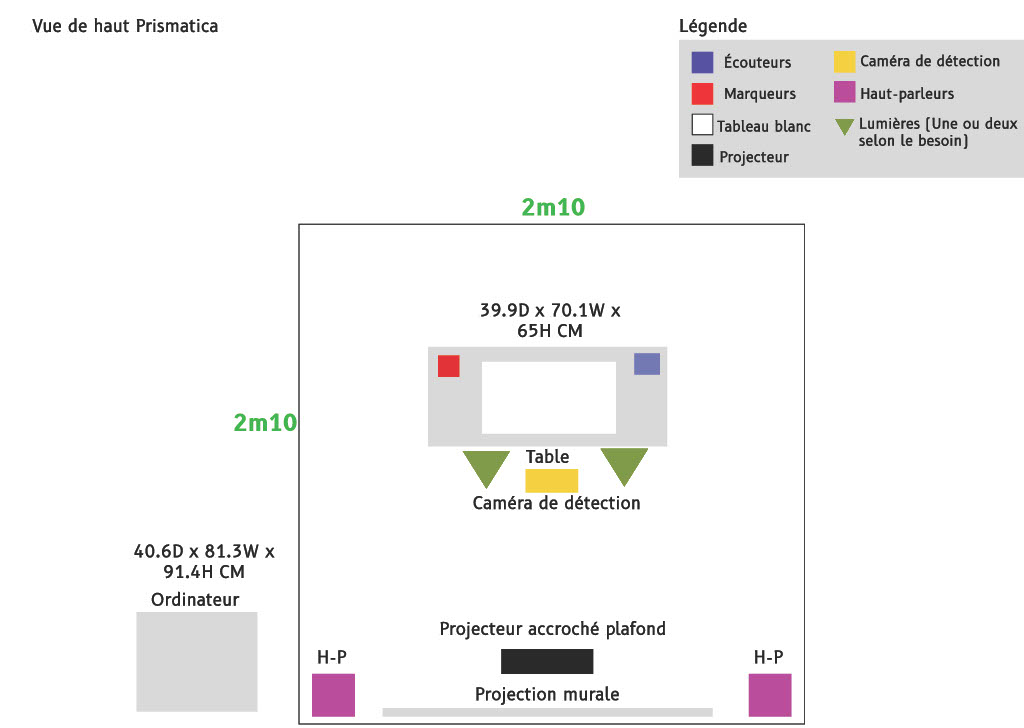 Vue de haut Prismatica
Légende
Écouteurs
Marqueurs
Tableau blanc
Projecteur
Caméra de détection
Haut-parleurs
Lumières (Une ou deux
selon le besoin)
2m10
39.9D x 70.1W x
65H CM
2m10
Table
Caméra de détection
40.6D x 81.3W x
91.4H CM
Ordinateur
Projecteur accroché plafond
H-P
H-P
Projection murale